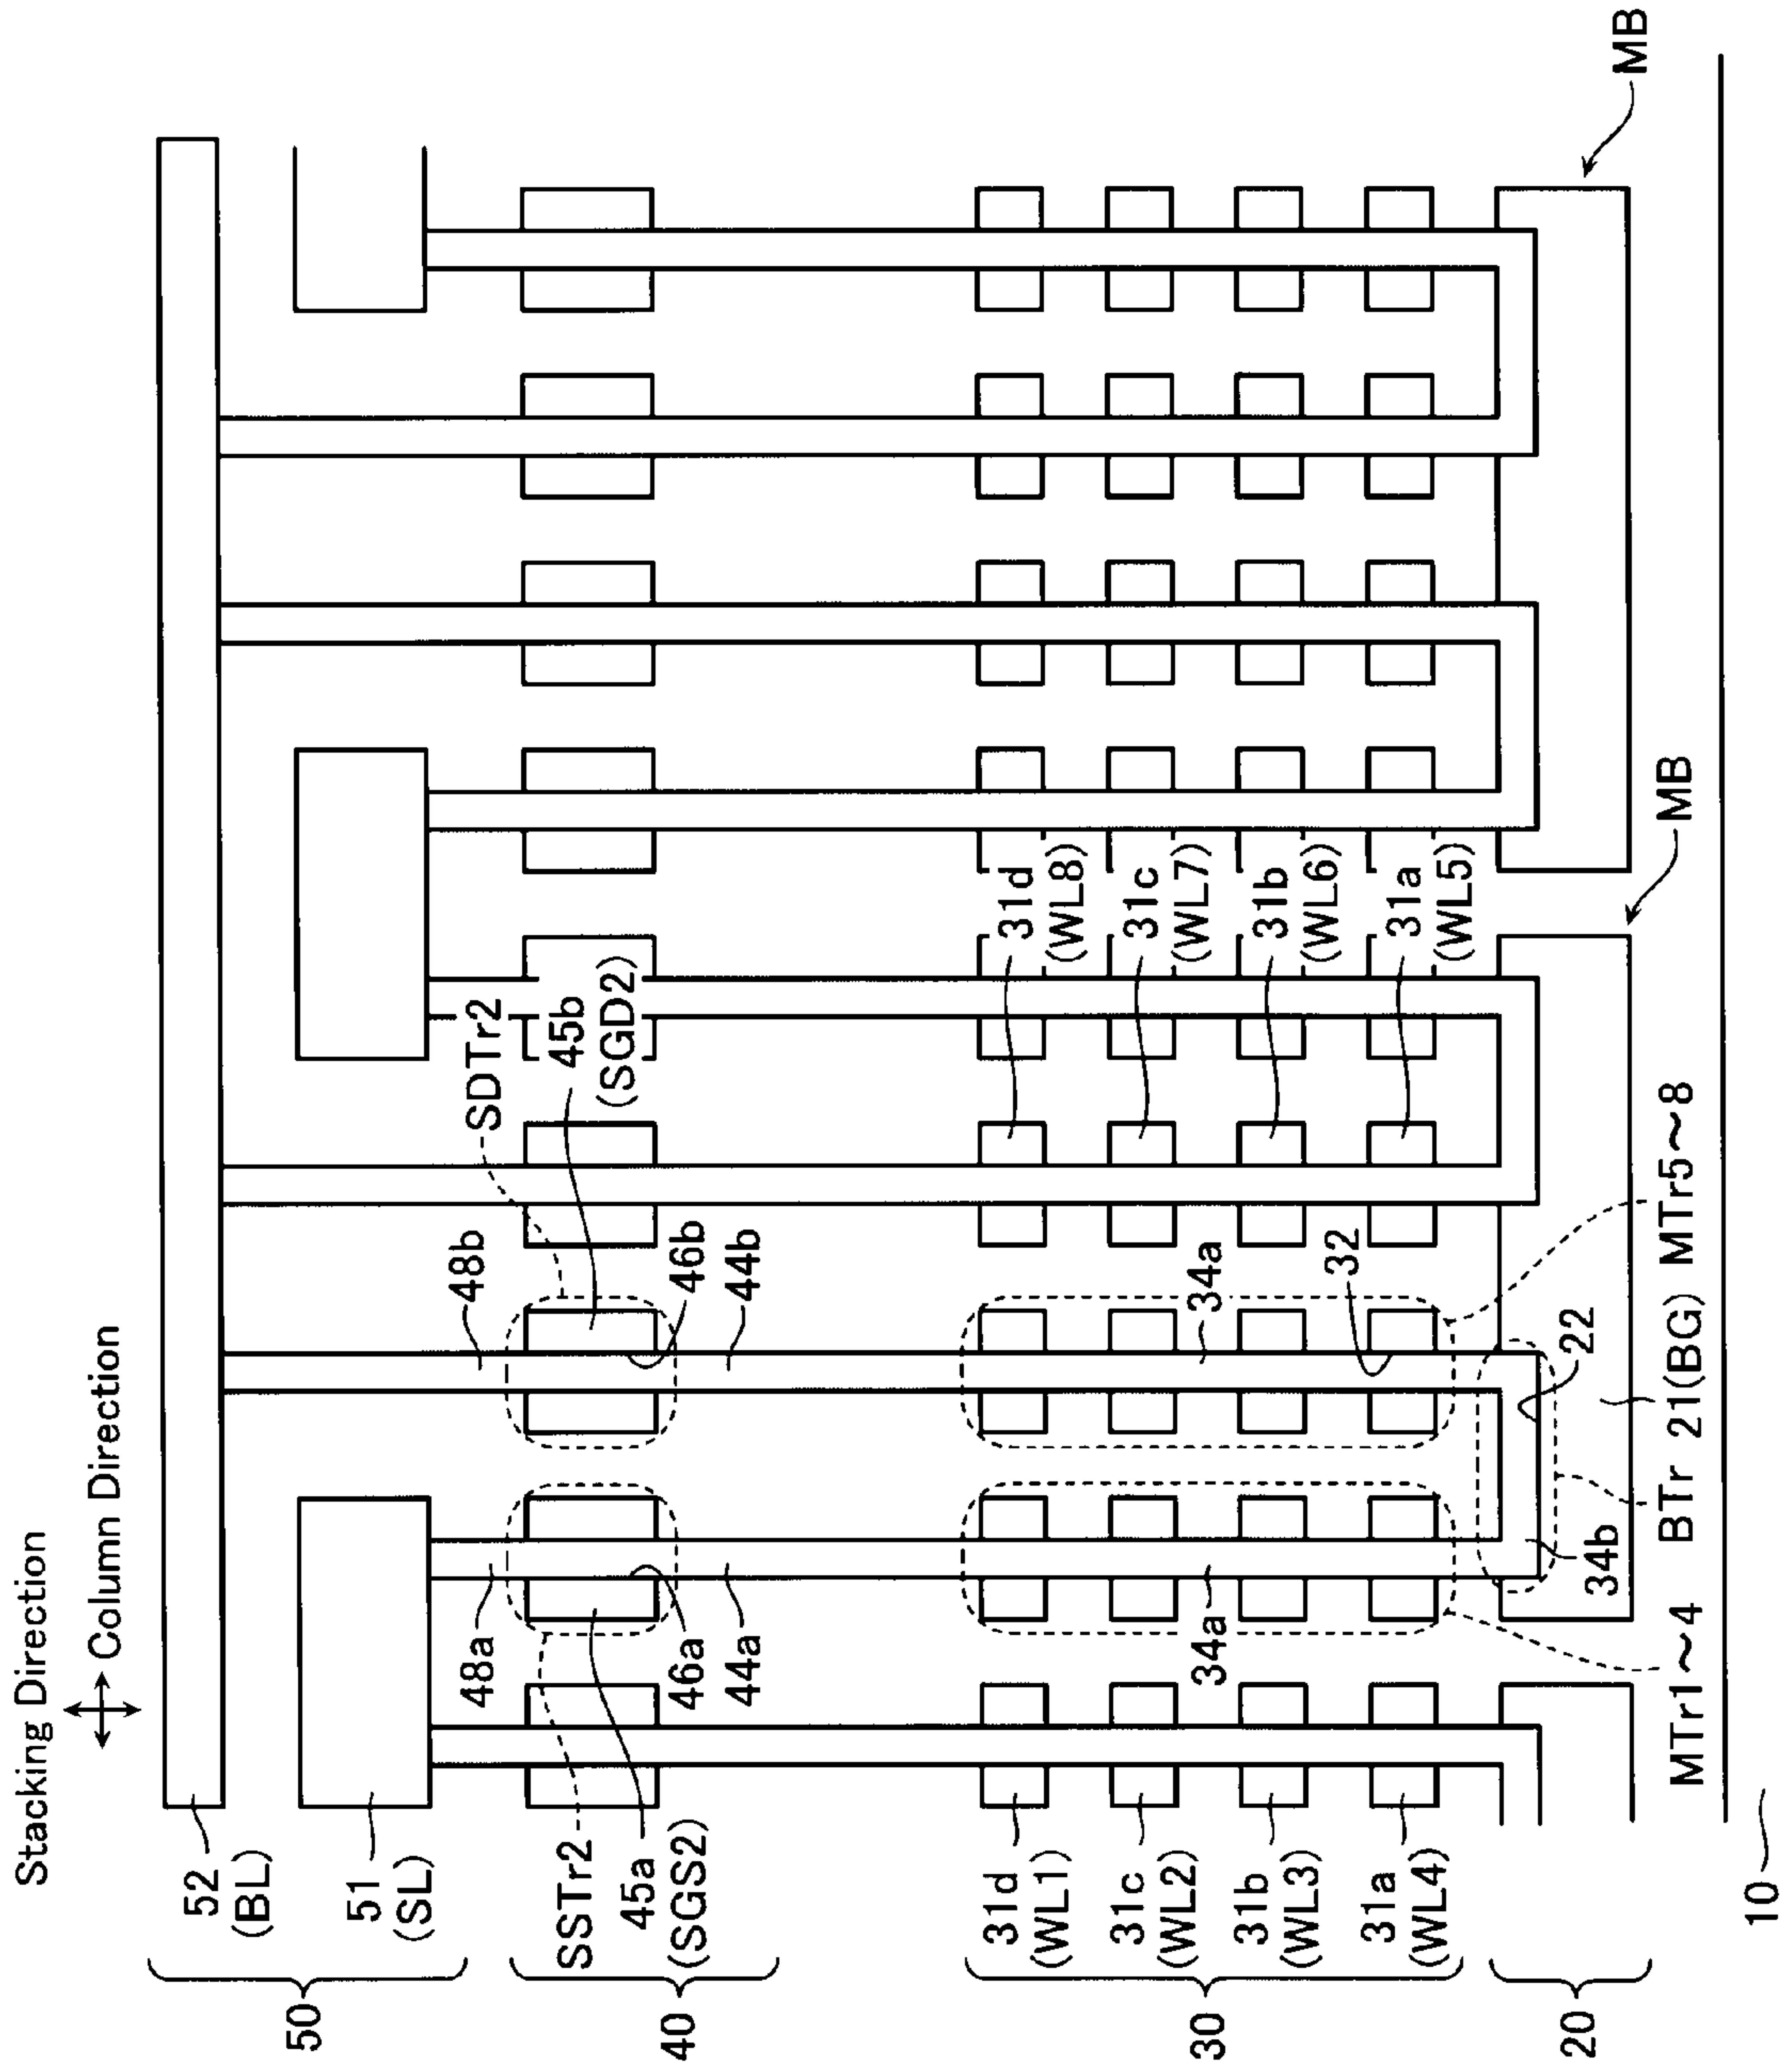 Stacking Direction
Column Direction
50
52
(BL)
51
(SL)
48a
48b
SDTr2
40
SSTr2
45a
(SGS2)
46a
44a
46b
44b
45b
(SGD2)
30
31d
(WL1)
31c
(WL2)
31b
(WL3)
31a
(WL4)
34a
34a
32
31d
(WL8)
31c
(WL7)
31b
(WL6)
31a
(WL5)
20
34b
22
MTr1~4
BTr
21(BG)
MTr5~8
MB
MB
10